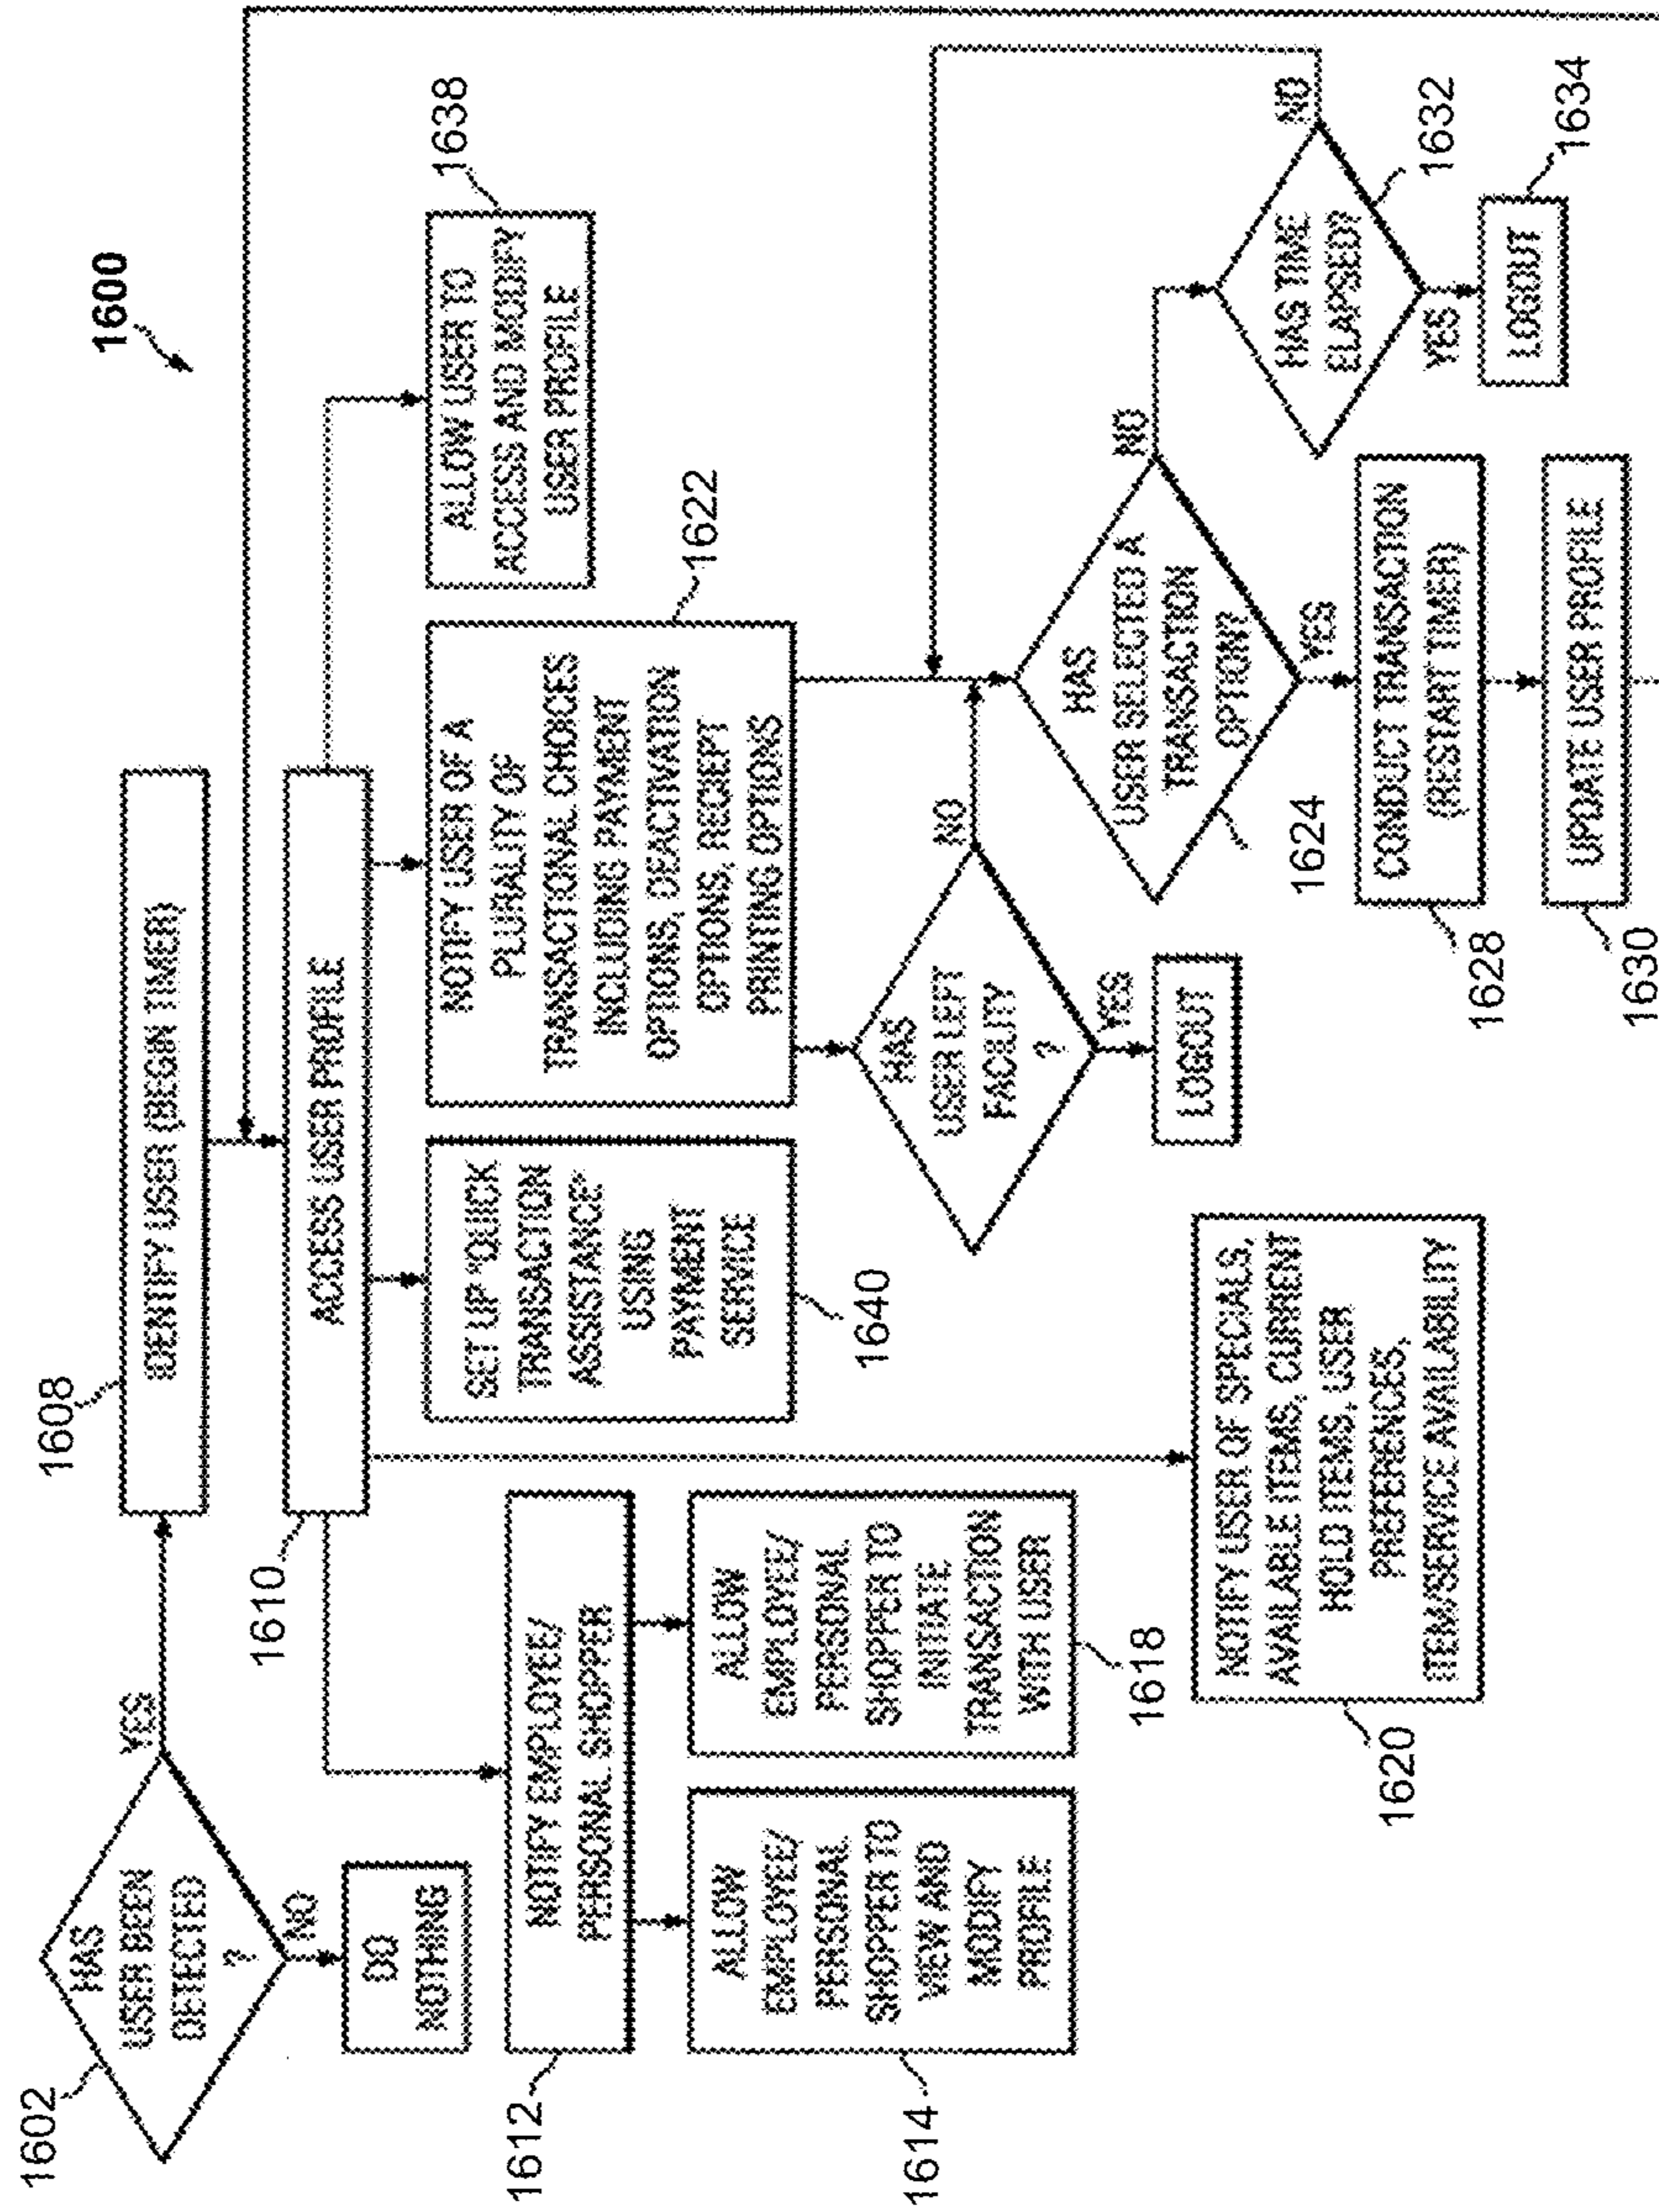 1600
1602
HAS
USER BEEN
DETECTED
?
YES
NO
DO
NOTHING
1608
IDENTIFY USER (BEGIN TIMER)
1610
ACCESS USER PROFILE
1612
NOTIFY EMPLOYEE/
PERSONAL SHOPPER
1614
ALLOW
EMPLOYEE/
PERSONAL
SHOPPER TO
VIEW AND
MODIFY
PROFILE
ALLOW
EMPLOYEE/
PERSONAL
SHOPPER TO
INITIATE
TRANSACTION
WITH USER
1618
SET UP "QUICK
TRANSACTION
ASSISTANCE"
USING
PAYMENT
SERVICE
1640
NOTIFY USER OF A
PLURALITY OF
TRANSACTIONAL CHOICES
INCLUDING PAYMENT
OPTIONS, DEACTIVATION
OPTIONS, RECEIPT
PRINTING OPTIONS
1622
ALLOW USER TO
ACCESS AND MODIFY
USER PROFILE
1638
NOTIFY USER OF SPECIALS,
AVAILABLE ITEMS, CURRENT
HOLD ITEMS, USER
PREFERENCES,
ITEM/SERVICE AVAILABILITY
1620
HAS
USER LEFT
FACILITY
?
NO
YES
LOGOUT
HAS
USER SELECTED A
TRANSACTION
OPTION?
1624
NO
YES
HAS TIME
ELAPSED?
1632
NO
YES
LOGOUT
1634
CONDUCT TRANSACTION
(RESTART TIMER)
1628
UPDATE USER PROFILE
1630